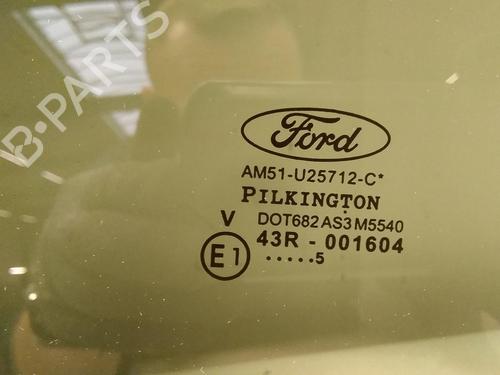 B-PARTS
Ford
AM51-U25712-C*
PILKINGTON
V DOT682 AS3 M5540
E1 43R - 001604
.....5